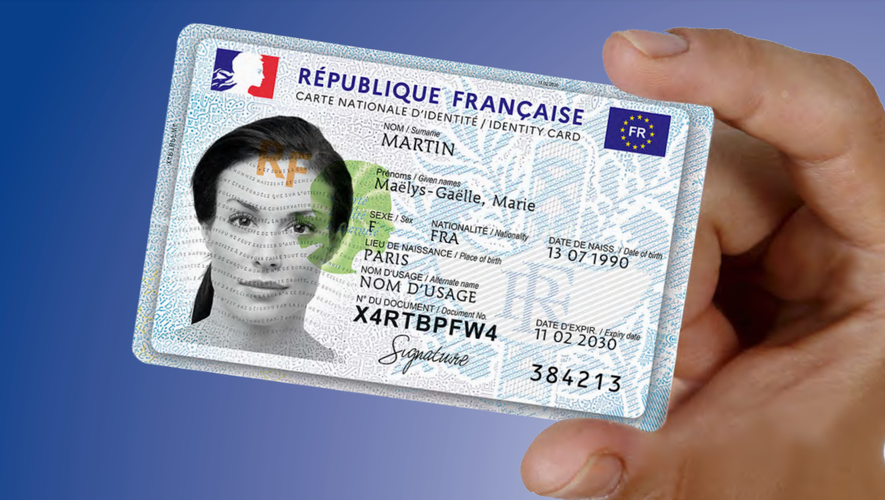 RÉPUBLIQUE FRANÇAISE
CARTE NATIONALE D'IDENTITÉ / IDENTITY CARD
FR
NOM / Surname
MARTIN
Prénoms / Given names
Maëlys-Gaëlle, Marie
SEXE / Sex NATIONALITÉ / Nationality DATE DE NAISS. / Date of birth
F FRA 13 07 1990
LIEU DE NAISSANCE / Place of birth
PARIS
NOM D'USAGE / Alternate name
NOM D'USAGE
N° DU DOCUMENT / Document No. DATE D'EXPIR. / Expiry date
X4RTBPFW4 11 02 2030
Signature
384213
RF
RF